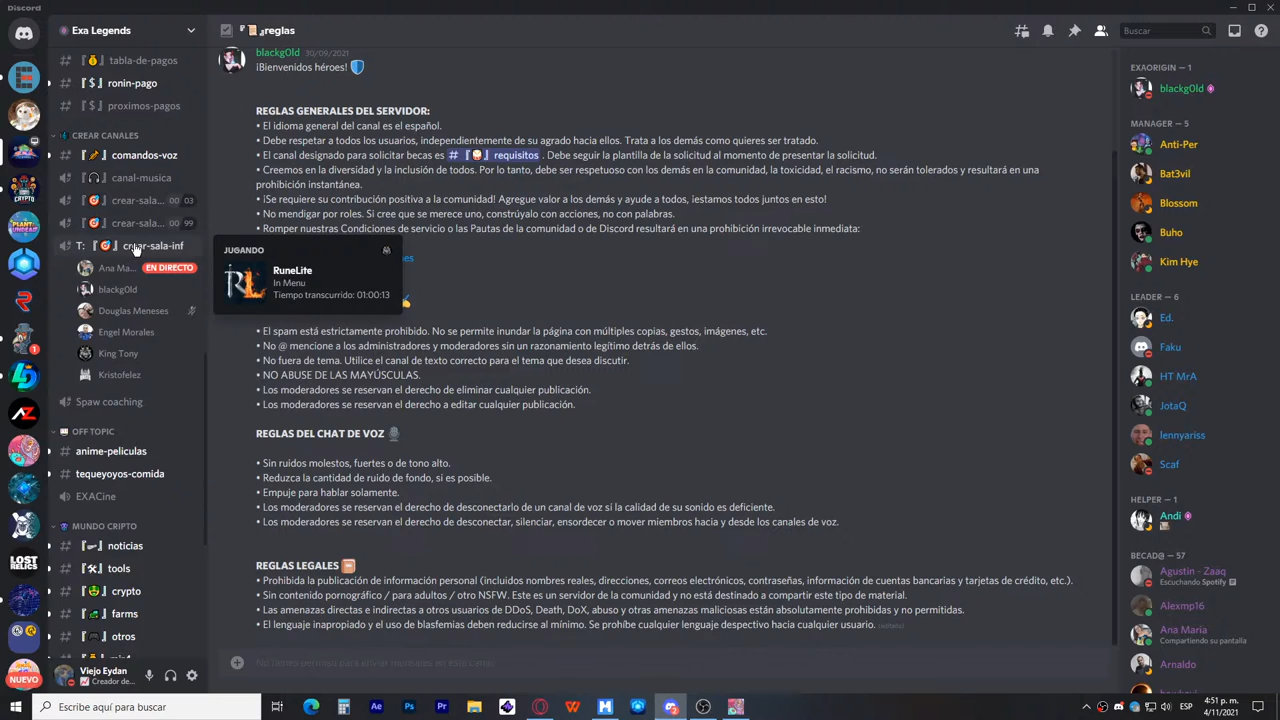 Discord
Exa Legends
『📜』reglas
Buscar
『💰』 tabla-de-pagos
『$』 ronin-pago
『$』 proximos-pagos
CREAR CANALES
comandos-voz
『🎧』 canal-musica
『🎯』 crear-sala... 00 03
『🎯』 crear-sala... 00 99
T: 『🎯』 crear-sala-inf
Ana Ma... EN DIRECTO
blackg0ld
Douglas Meneses
Engel Morales
King Tony
Kristofelez
Spaw coaching
OFF TOPIC
anime-peliculas
tequeyoyos-comida
EXACine
MUNDO CRIPTO
noticias
tools
crypto
farms
otros
NUEVO
Viejo Eydan
Creador de...
blackg0ld 30/09/2021
¡Bienvenidos héroes! 🛡
REGLAS GENERALES DEL SERVIDOR:
• El idioma general del canal es el español.
• Debe respetar a todos los usuarios, independientemente de su agrado hacia ellos. Trata a los demás como quieres ser tratado.
• El canal designado para solicitar becas es # 『💬』 requisitos . Debe seguir la plantilla de la solicitud al momento de presentar la solicitud.
• Creemos en la diversidad y la inclusión de todos. Por lo tanto, debe ser respetuoso con los demás en la comunidad, la toxicidad, el racismo, no serán tolerados y resultará en una
prohibición instantánea.
• ¡Se requiere su contribución positiva a la comunidad! Agregue valor a los demás y ayude a todos, ¡estamos todos juntos en esto!
• No mendigar por roles. Si cree que se merece uno, constrúyalo con acciones, no con palabras.
• Romper nuestras Condiciones de servicio o las Pautas de la comunidad o de Discord resultará en una prohibición irrevocable inmediata:
JUGANDO
RuneLite
In Menu
Tiempo transcurrido: 01:00:13
• El spam está estrictamente prohibido. No se permite inundar la página con múltiples copias, gestos, imágenes, etc.
• No @ mencione a los administradores y moderadores sin un razonamiento legítimo detrás de ellos.
• No fuera de tema. Utilice el canal de texto correcto para el tema que desea discutir.
• NO ABUSE DE LAS MAYÚSCULAS.
• Los moderadores se reservan el derecho de eliminar cualquier publicación.
• Los moderadores se reservan el derecho a editar cualquier publicación.
REGLAS DEL CHAT DE VOZ 🎙
• Sin ruidos molestos, fuertes o de tono alto.
• Reduzca la cantidad de ruido de fondo, si es posible.
• Empuje para hablar solamente.
• Los moderadores se reservan el derecho de desconectarlo de un canal de voz sí la calidad de su sonido es deficiente.
• Los moderadores se reservan el derecho de desconectar, silenciar, ensordecer o mover miembros hacia y desde los canales de voz.
REGLAS LEGALES
• Prohibida la publicación de información personal (incluidos nombres reales, direcciones, correos electrónicos, contraseñas, información de cuentas bancarias y tarjetas de crédito, etc.).
• Sin contenido pornográfico / para adultos / otro NSFW. Este es un servidor de la comunidad y no está destinado a compartir este tipo de material.
• Las amenazas directas e indirectas a otros usuarios de DDoS, Death, DoX, abuso y otras amenazas maliciosas están absolutamente prohibidas y no permitidas.
• El lenguaje inapropiado y el uso de blasfemias deben reducirse al mínimo. Se prohíbe cualquier lenguaje despectivo hacia cualquier usuario. (editado)
No tienes permiso para enviar mensajes en este canal.
EXAORIGIN — 1
blackg0ld
MANAGER — 5
Anti-Per
Bat3vil
Blossom
Buho
Kim Hye
LEADER — 6
Ed.
Faku
HT MrA
JotaQ
Jennyariss
Scaf
HELPER — 1
Andi
BECAD@ — 57
Agustin - Zaaq
Escuchando Spotify
Alexmp16
Ana Maria
Compartiendo su pantalla
Arnaldo
Escribe aquí para buscar
ESP
4:51 p. m.
4/11/2021